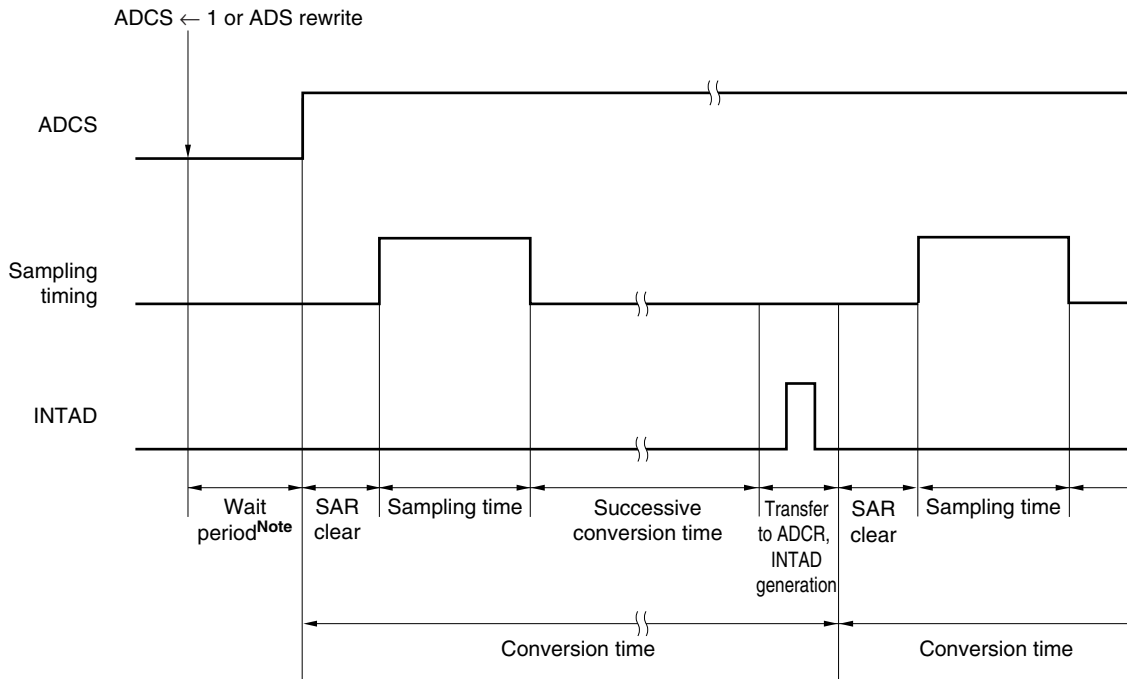 ADCS ← 1 or ADS rewrite
ADCS
Sampling
timing
INTAD
Wait
periodNote
SAR
clear
Sampling time
Successive
conversion time
Transfer
to ADCR,
INTAD
generation
SAR
clear
Sampling time
Conversion time
Conversion time